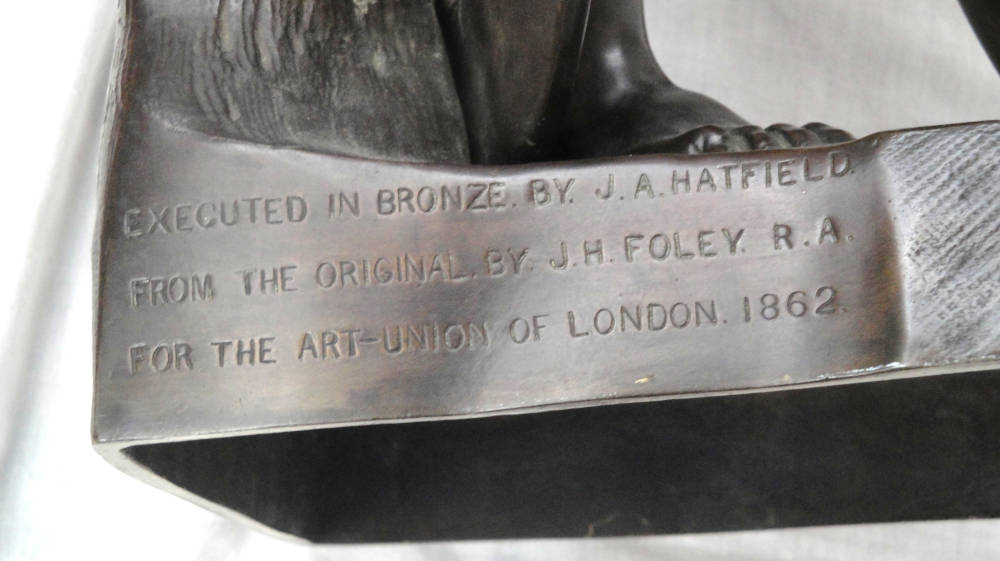 EXECUTED IN BRONZE. BY. J. A. HATFIELD.
FROM THE ORIGINAL. BY. J. H. FOLEY. R. A.
FOR THE ART-UNION OF LONDON. 1862.